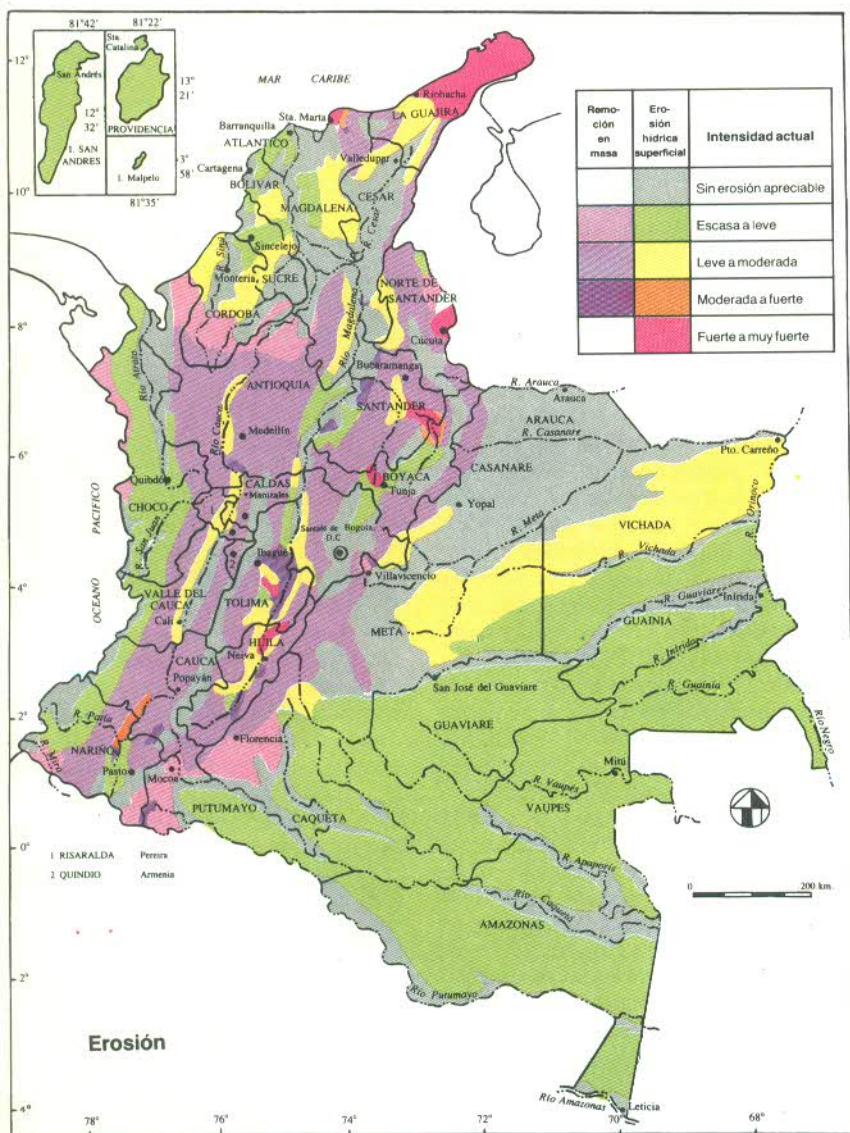 81°42'
81°22'
Sta.
Catalina
San Andrés
13°
21'
12°
32'
PROVIDENCIA
I. SAN
ANDRES
I. Malpelo
3°
58'
81°35'
12°
10°
8°
6°
4°
2°
0°
2°
4°
78°
76°
74°
72°
70°
68°
MAR CARIBE
OCEANO PACIFICO
Remo-
ción
en
masa
Ero-
sión
hídrica
superficial
Intensidad actual
Sin erosión apreciable
Escasa a leve
Leve a moderada
Moderada a fuerte
Fuerte a muy fuerte
Riohacha
LA GUAJIRA
Sta. Marta
Barranquilla
ATLANTICO
Valledupar
Cartagena
BOLIVAR
CESAR
MAGDALENA
R. Cesar
Sincelejo
R. Sinú
Montería
SUCRE
NORTE DE
SANTANDER
CORDOBA
Río Magdalena
Cúcuta
Bucaramanga
Río Atrato
ANTIOQUIA
SANTANDER
R. Arauca
Arauca
ARAUCA
Río Cauca
Medellín
R. Casanare
Pto. Carreño
CASANARE
Quibdó
CALDAS
Manizales
BOYACA
Tunja
CHOCO
Yopal
R. Orinoco
R. San Juan
Santafé de Bogotá
D.C
R. Meta
VICHADA
2
Ibagué
R. Vichada
Villavicencio
VALLE DEL
CAUCA
TOLIMA
R. Guaviare
Inírida
Cali
META
GUAINIA
HUILA
Neiva
R. Inírida
CAUCA
Popayán
San José del Guaviare
R. Guainía
R. Patía
GUAVIARE
Río Negro
Florencia
R. Mira
NARIÑO
Mitú
Pasto
Mocoa
R. Vaupés
PUTUMAYO
CAQUETA
VAUPES
1 RISARALDA Pereira
2 QUINDIO Armenia
R. Apaporis
0 200 km.
Río Caquetá
AMAZONAS
Río Putumayo
Erosión
Río Amazonas
Leticia